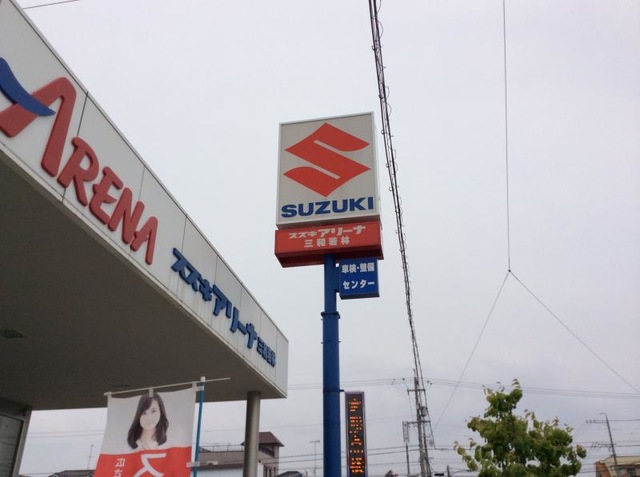 ARENA
スズキアリーナ三和若林
SUZUKI
スズキアリーナ
三和若林
車検・整備
センター
ス